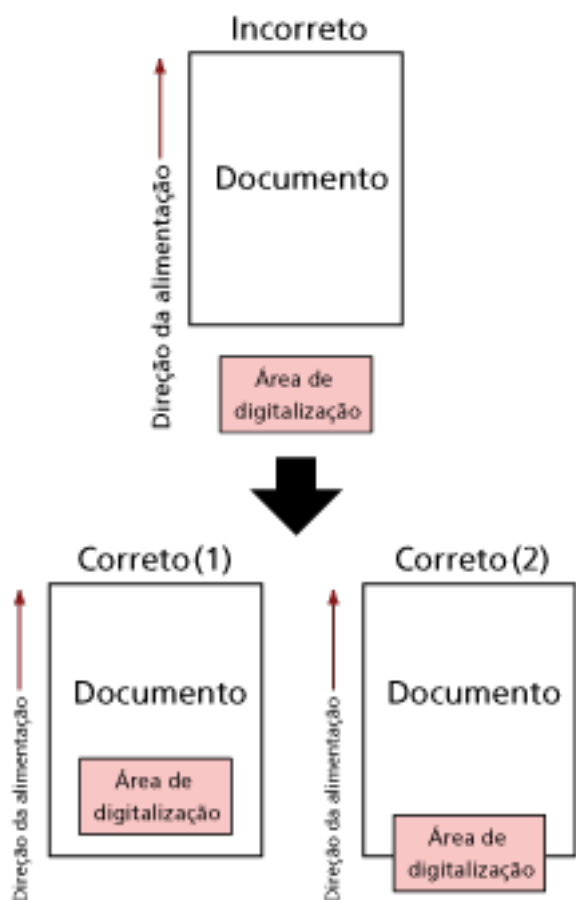 Incorreto
Direção da alimentação
Documento
Área de
digitalização
Correto (1)
Correto (2)
Direção da alimentação
Documento
Área de
digitalização
Direção da alimentação
Documento
Área de
digitalização